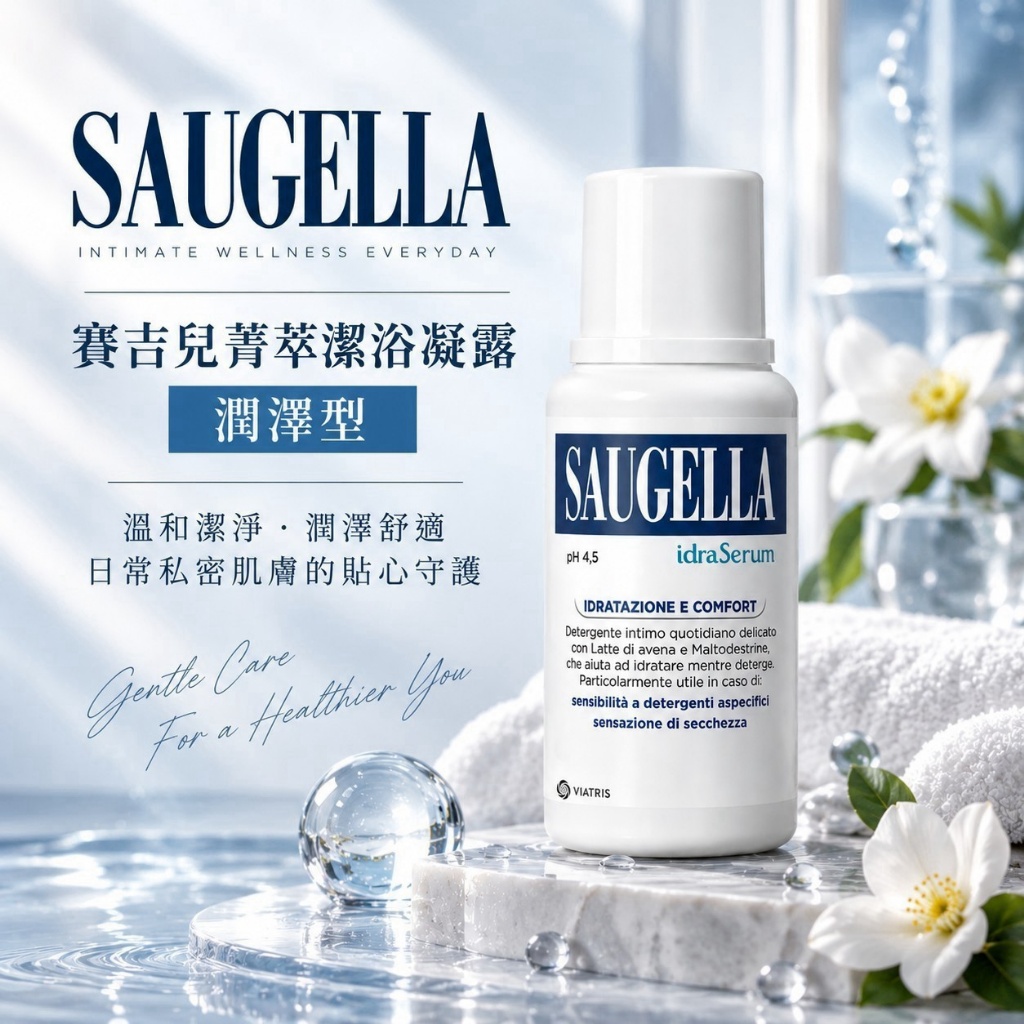 SAUGELLA
INTIMATE WELLNESS EVERYDAY
賽吉兒菁萃潔浴凝露
潤澤型
溫和潔淨·潤澤舒適
日常私密肌膚的貼心守護
Gentle Care
For a Healthier You
SAUGELLA
pH 4,5
idraSerum
IDRATAZIONE E COMFORT
Detergente intimo quotidiano delicato
con Latte di avena e Maltodestrine,
che aiuta ad idratare mentre deterge.
Particolarmente utile in caso di:
sensibilità a detergenti aspecifici
sensazione di secchezza
VIATRIS